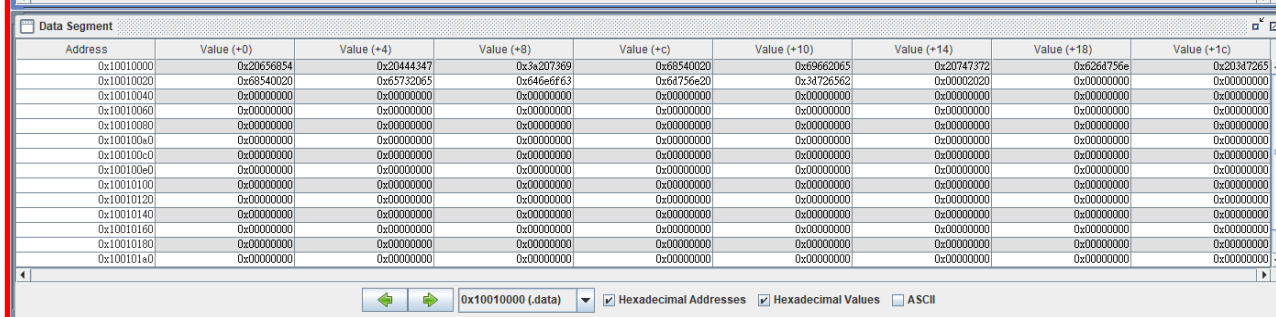 Data Segment
Address Value (+0) Value (+4) Value (+8) Value (+c) Value (+10) Value (+14) Value (+18) Value (+1c)
0x10010000 0x20656854 0x20444347 0x3a207369 0x68540020 0x69662065 0x20747372 0x626d756e 0x203d7265
0x10010020 0x68540020 0x65732065 0x646e6f63 0x6d756e20 0x3d726562 0x00002020 0x00000000 0x00000000
0x10010040 0x00000000 0x00000000 0x00000000 0x00000000 0x00000000 0x00000000 0x00000000 0x00000000
0x10010060 0x00000000 0x00000000 0x00000000 0x00000000 0x00000000 0x00000000 0x00000000 0x00000000
0x10010080 0x00000000 0x00000000 0x00000000 0x00000000 0x00000000 0x00000000 0x00000000 0x00000000
0x100100a0 0x00000000 0x00000000 0x00000000 0x00000000 0x00000000 0x00000000 0x00000000 0x00000000
0x100100c0 0x00000000 0x00000000 0x00000000 0x00000000 0x00000000 0x00000000 0x00000000 0x00000000
0x100100e0 0x00000000 0x00000000 0x00000000 0x00000000 0x00000000 0x00000000 0x00000000 0x00000000
0x10010100 0x00000000 0x00000000 0x00000000 0x00000000 0x00000000 0x00000000 0x00000000 0x00000000
0x10010120 0x00000000 0x00000000 0x00000000 0x00000000 0x00000000 0x00000000 0x00000000 0x00000000
0x10010140 0x00000000 0x00000000 0x00000000 0x00000000 0x00000000 0x00000000 0x00000000 0x00000000
0x10010160 0x00000000 0x00000000 0x00000000 0x00000000 0x00000000 0x00000000 0x00000000 0x00000000
0x10010180 0x00000000 0x00000000 0x00000000 0x00000000 0x00000000 0x00000000 0x00000000 0x00000000
0x100101a0 0x00000000 0x00000000 0x00000000 0x00000000 0x00000000 0x00000000 0x00000000 0x00000000
0x10010000 (.data) Hexadecimal Addresses Hexadecimal Values ASCII